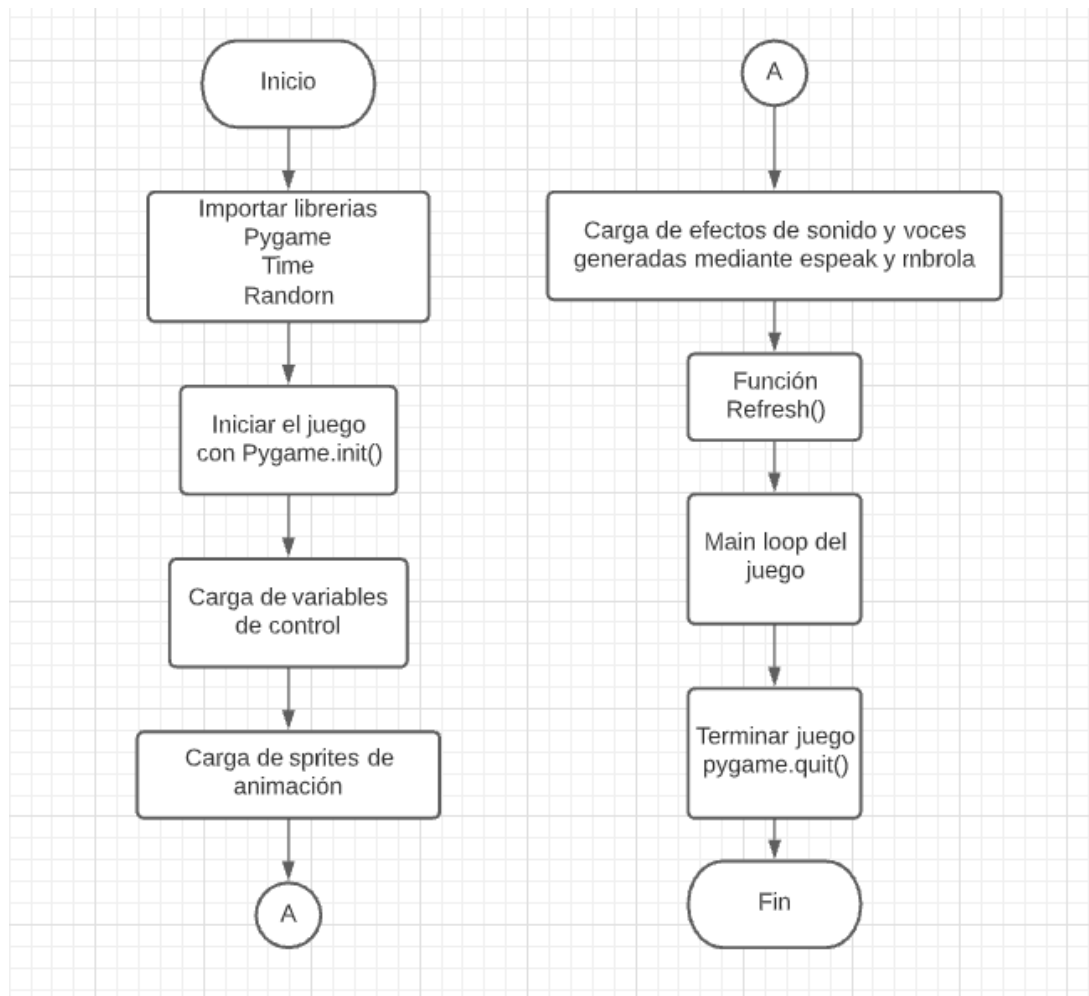 Inicio
Importar librerias
Pygame
Time
Random
Iniciar el juego
con Pygame.init()
Carga de variables
de control
Carga de sprites de
animación
A
A
Carga de efectos de sonido y voces
generadas mediante espeak y mbrola
Función
Refresh()
Main loop del
juego
Terminar juego
pygame.quit()
Fin